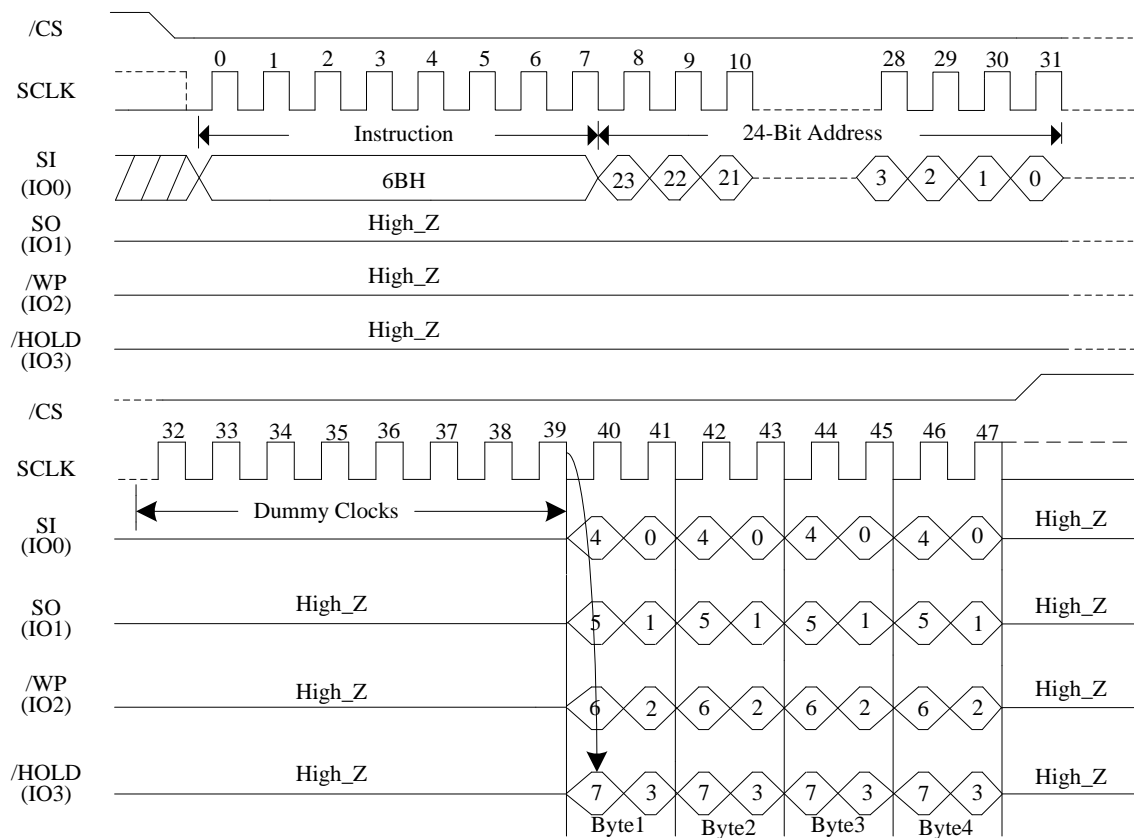 /CS
0 1 2 3 4 5 6 7 8 9 10 28 29 30 31
SCLK
Instruction 24-Bit Address
SI
(IO0)
6BH 23 22 21 3 2 1 0
SO
(IO1)
High_Z
/WP
(IO2)
High_Z
/HOLD
(IO3)
High_Z
/CS
32 33 34 35 36 37 38 39 40 41 42 43 44 45 46 47
SCLK
Dummy Clocks
SI
(IO0)
4 0 4 0 4 0 4 0 High_Z
SO
(IO1)
High_Z 5 1 5 1 5 1 5 1 High_Z
/WP
(IO2)
High_Z 6 2 6 2 6 2 6 2 High_Z
/HOLD
(IO3)
High_Z 7 3 7 3 7 3 7 3 High_Z
Byte1 Byte2 Byte3 Byte4